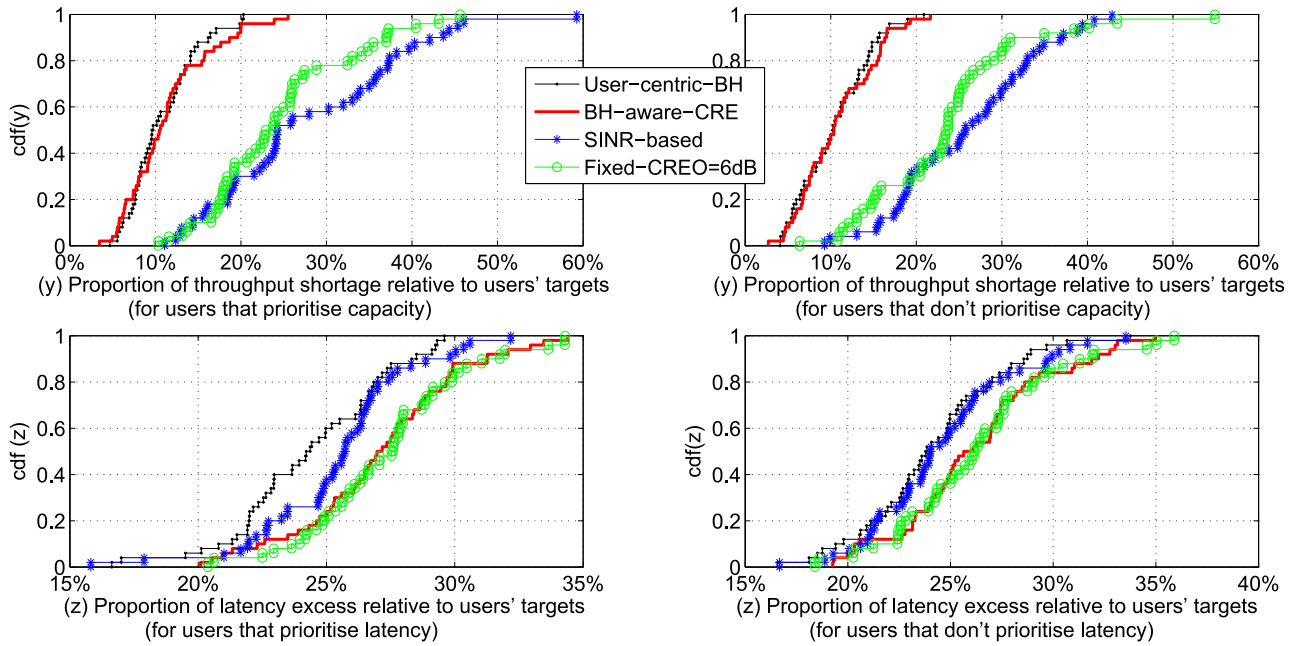 1
0.8
0.6
0.4
0.2
0
cdf(y)
0% 10% 20% 30% 40% 50% 60%
(y) Proportion of throughput shortage relative to users' targets
(for users that prioritise capacity)
User-centric-BH
BH-aware-CRE
SINR-based
Fixed-CREO=6dB
1
0.8
0.6
0.4
0.2
0
0% 10% 20% 30% 40% 50% 60%
(y) Proportion of throughput shortage relative to users' targets
(for users that don't prioritise capacity)
1
0.8
0.6
0.4
0.2
0
cdf (z)
15% 20% 25% 30% 35%
(z) Proportion of latency excess relative to users' targets
(for users that prioritise latency)
1
0.8
0.6
0.4
0.2
0
cdf(z)
15% 20% 25% 30% 35% 40%
(z) Proportion of latency excess relative to users' targets
(for users that don't prioritise latency)